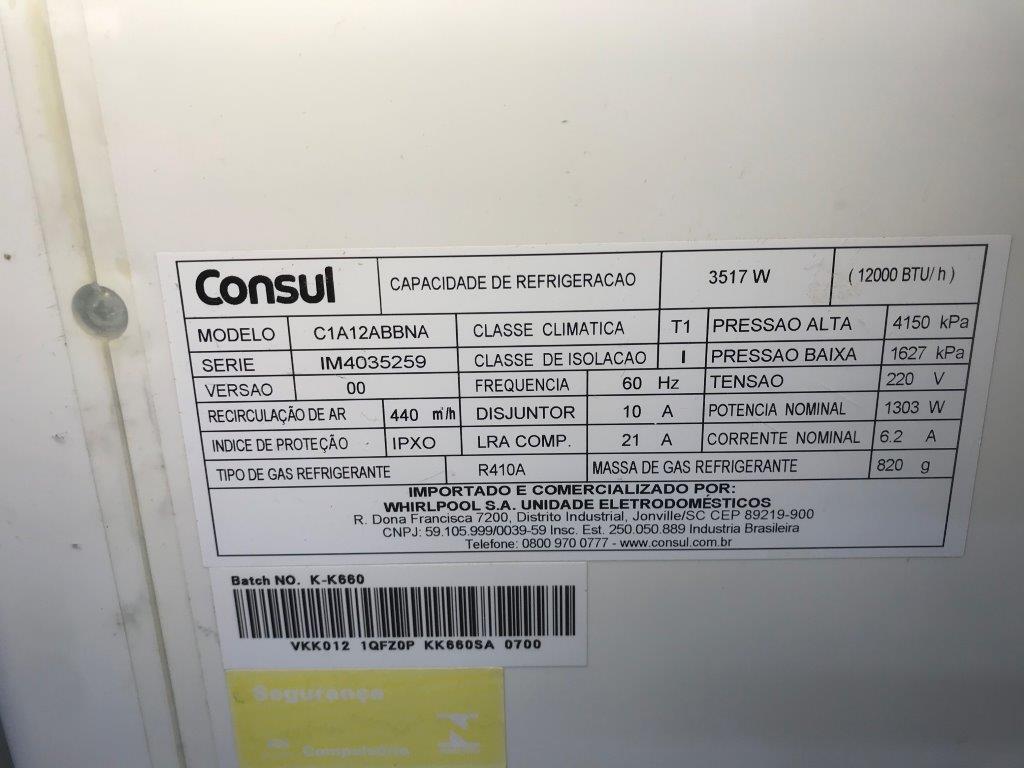 Consul CAPACIDADE DE REFRIGERACAO 3517 W (12000 BTU/h)
MODELO C1A12ABBNA CLASSE CLIMATICA T1 PRESSAO ALTA 4150 kPa
SERIE IM4035259 CLASSE DE ISOLACAO I PRESSAO BAIXA 1627 kPa
VERSAO 00 FREQUENCIA 60 Hz TENSAO 220 V
RECIRCULAÇÃO DE AR 440 m³/h DISJUNTOR 10 A POTENCIA NOMINAL 1303 W
INDICE DE PROTEÇÃO IPXO LRA COMP. 21 A CORRENTE NOMINAL 6.2 A
TIPO DE GAS REFRIGERANTE R410A MASSA DE GAS REFRIGERANTE 820 g
IMPORTADO E COMERCIALIZADO POR:
WHIRLPOOL S.A. UNIDADE ELETRODOMÉSTICOS
R. Dona Francisca 7200, Distrito Industrial, Jonville/SC CEP 89219-900
CNPJ: 59.105.999/0039-59 Insc. Est. 250.050.889 Industria Brasileira
Telefone: 0800 970 0777 - www.consul.com.br
Batch NO. K-K660
VKK012 1QFZ0P KK660SA 0700
Segurança
Compulsório